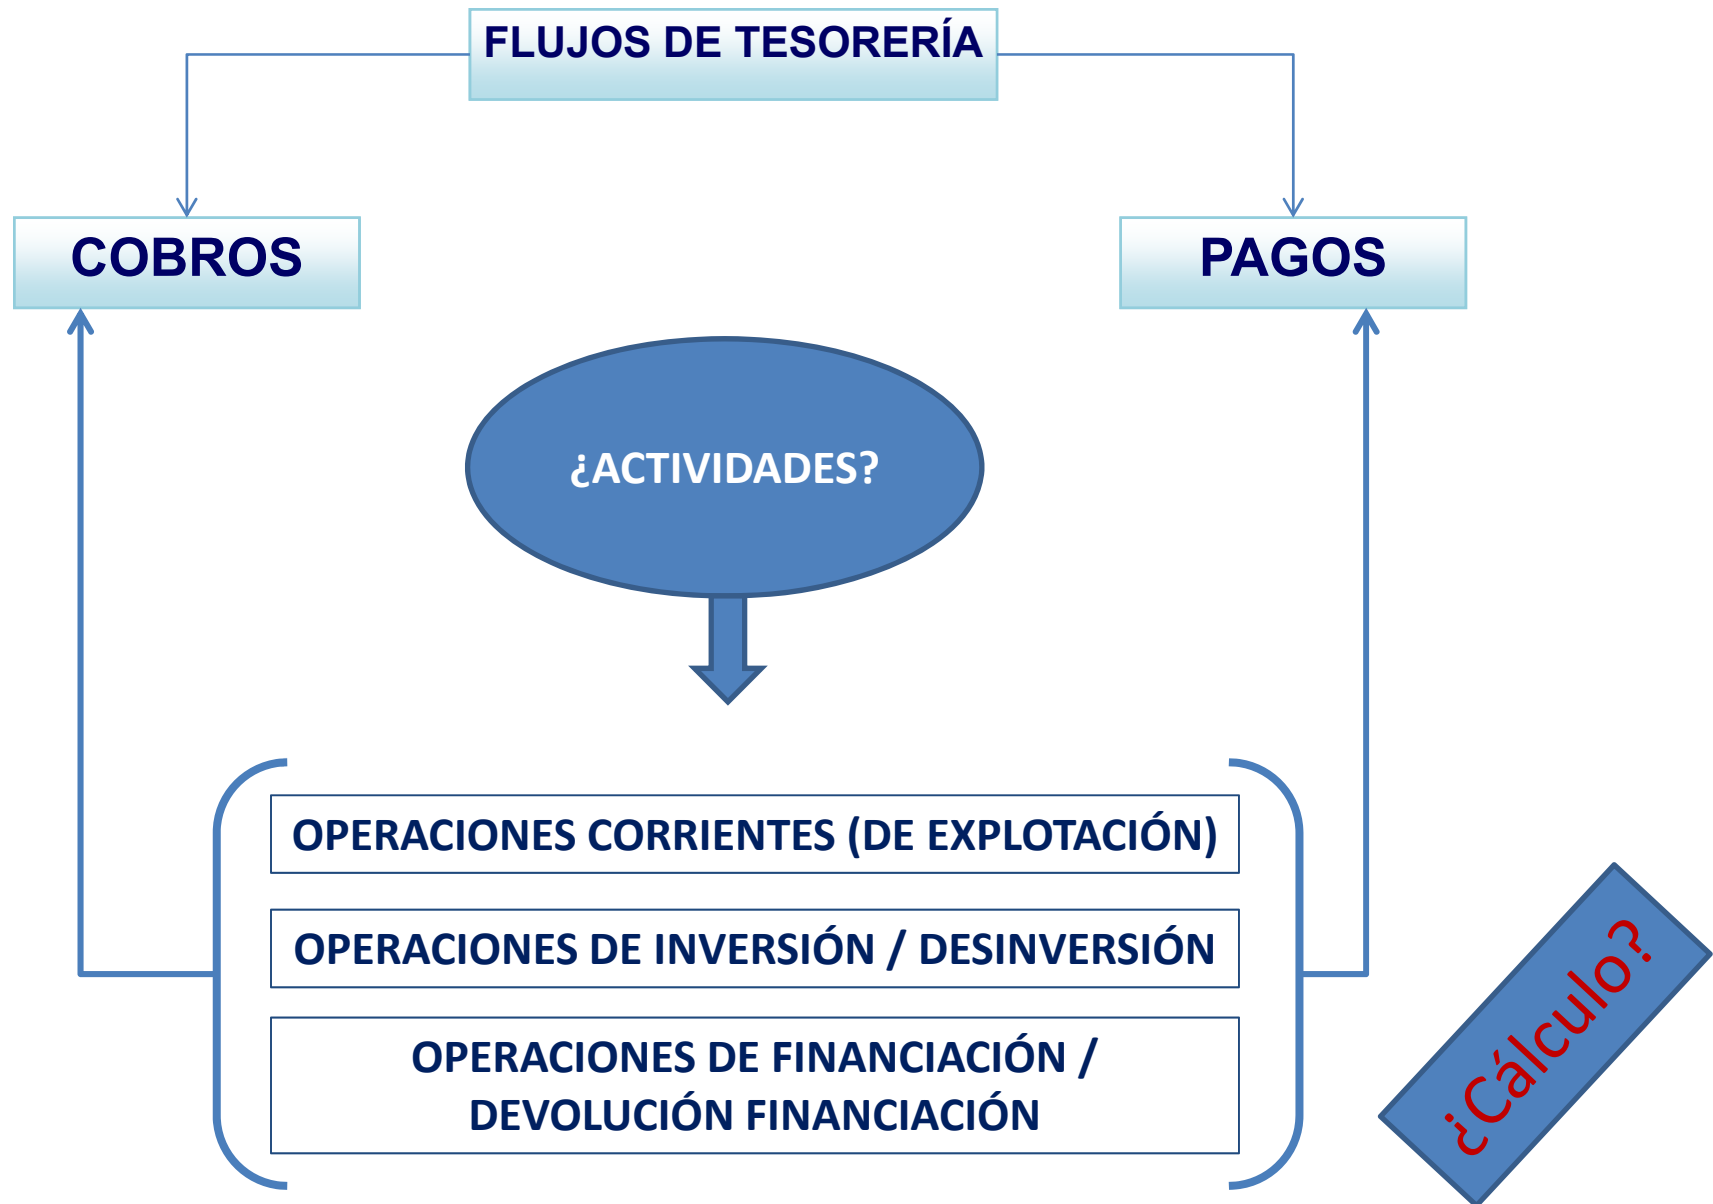 FLUJOS DE TESORERÍA
COBROS
PAGOS
¿ACTIVIDADES?
OPERACIONES CORRIENTES (DE EXPLOTACIÓN)
OPERACIONES DE INVERSIÓN / DESINVERSIÓN
OPERACIONES DE FINANCIACIÓN /
DEVOLUCIÓN FINANCIACIÓN
¿Cálculo?